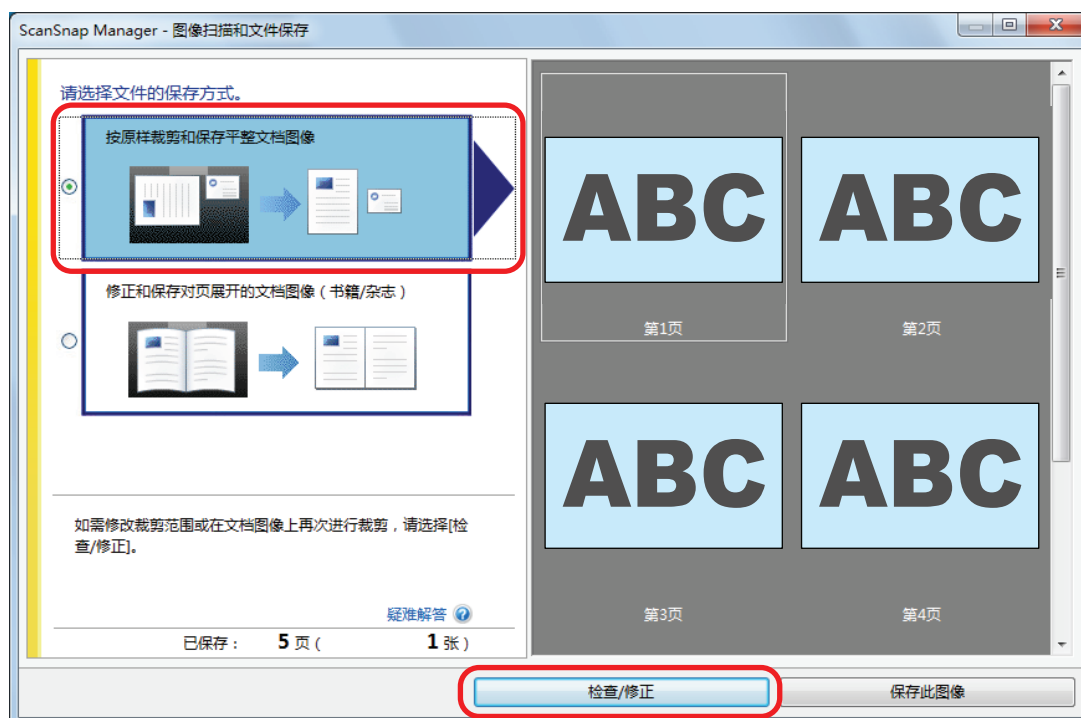 ScanSnap Manager - 图像扫描和文件保存
请选择文件的保存方式。
按原样裁剪和保存平整文档图像
修正和保存对页展开的文档图像（书籍/杂志）
如需修改裁剪范围或在文档图像上再次进行裁剪，请选择[检
查/修正]。
疑难解答
已保存： 5 页（ 1 张）
ABC
ABC
第1页
第2页
ABC
ABC
第3页
第4页
检查/修正
保存此图像